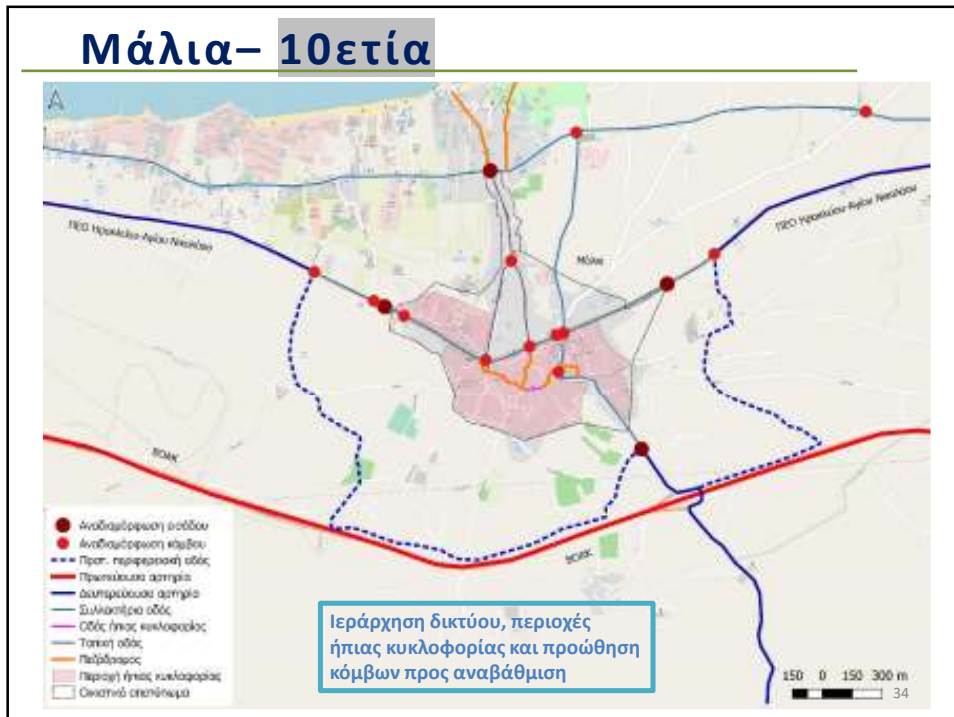 Μάλια– 10ετία
ΠΕΟ Ηρακλείου-Αγίου Νικολάου
ΠΕΟ Ηρακλείου-Αγίου Νικολάου
Μάλια
ΒΟΑΚ
ΒΟΑΚ
Αναδιαμόρφωση εισόδου
Αναδιαμόρφωση κόμβου
Προτ. περιφερειακή οδός
Πρωτεύουσα αρτηρία
Δευτερεύουσα αρτηρία
Συλλεκτήρια οδός
Οδός ήπιας κυκλοφορίας
Τοπική οδός
Πεζόδρομος
Περιοχή ήπιας κυκλοφορίας
Οικιστικό αποτύπωμα
Ιεράρχηση δικτύου, περιοχές
ήπιας κυκλοφορίας και προώθηση
κόμβων προς αναβάθμιση
150 0 150 300 m
34